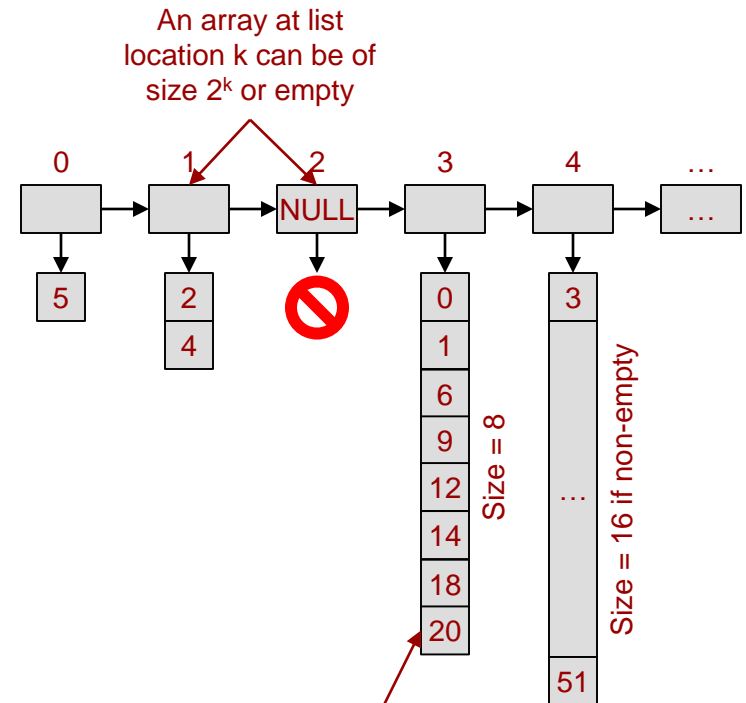 An array at list
location k can be of
size 2ᵏ or empty
0 1 2 3 4 …
NULL …
5 2 0 3
4 1
6
9
12 …
14
18
20
51
Size = 8
Size = 16 if non-empty